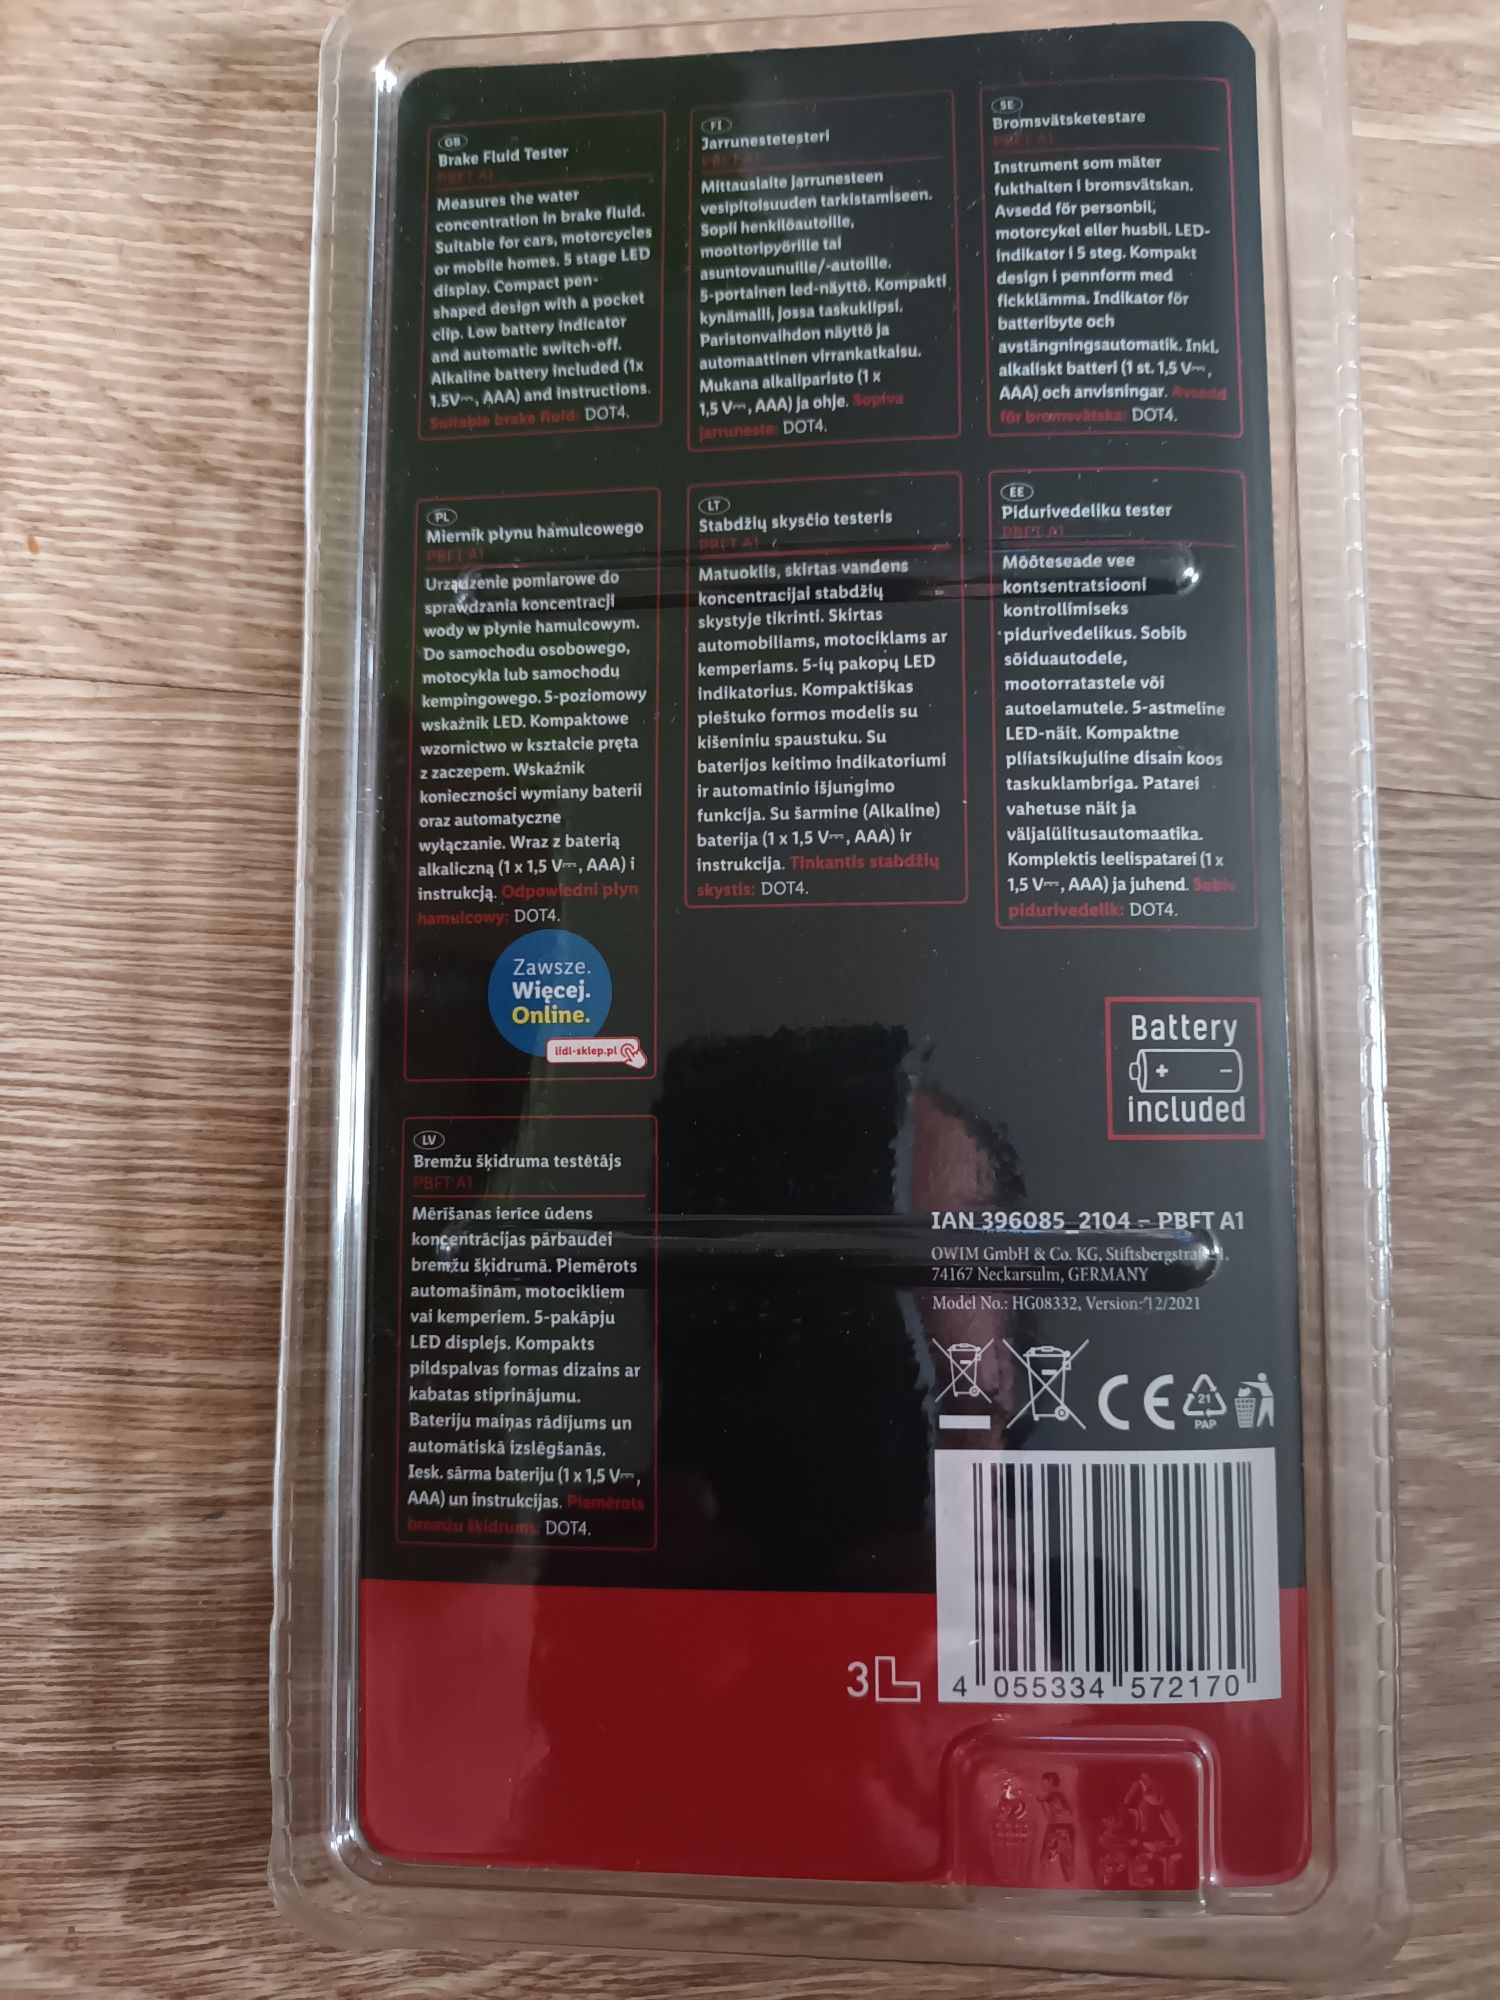 GB
Brake Fluid Tester
PBFT A1
Measures the water
concentration in brake fluid.
Suitable for cars, motorcycles
or mobile homes. 5 stage LED
display. Compact pen-
shaped design with a pocket
clip. Low battery indicator
and automatic switch-off.
Alkaline battery included (1x
1.5V⎓, AAA) and instructions.
Suitable brake fluid: DOT4.
FI
Jarrunestetesteri
PBFT A1
Mittauslaite jarrunesteen
vesipitoisuuden tarkistamiseen.
Sopii henkilöautoille,
moottoripyörille tai
asuntovaunuille/-autoille.
5-portainen led-näyttö. Kompakti
kynämalli, jossa taskuklipsi.
Paristonvaihdon näyttö ja
automaattinen virrankatkaisu.
Mukana alkaliparisto (1 x
1,5 V⎓, AAA) ja ohje. Sopiva
jarruneste: DOT4.
SE
Bromsvätsketestare
PBFT A1
Instrument som mäter
fukthalten i bromsvätskan.
Avsedd för personbil,
motorcykel eller husbil. LED-
indikator i 5 steg. Kompakt
design i pennform med
fickklämma. Indikator för
batteribyte och
avstängningsautomatik. Inkl.
alkaliskt batteri (1 st. 1,5 V⎓,
AAA) och anvisningar. Avsedd
för bromsvätska: DOT4.
PL
Miernik płynu hamulcowego
PBFT A1
Urządzenie pomiarowe do
sprawdzania koncentracji
wody w płynie hamulcowym.
Do samochodu osobowego,
motocykla lub samochodu
kempingowego. 5-poziomowy
wskaźnik LED. Kompaktowe
wzornictwo w kształcie pręta
z zaczepem. Wskaźnik
konieczności wymiany baterii
oraz automatyczne
wyłączanie. Wraz z baterią
alkaliczną (1 x 1,5 V⎓, AAA) i
instrukcją. Odpowiedni płyn
hamulcowy: DOT4.
Zawsze.
Więcej.
Online.
lidl-sklep.pl
LT
Stabdžių skysčio testeris
PBFT A1
Matuoklis, skirtas vandens
koncentracijai stabdžių
skystyje tikrinti. Skirtas
automobiliams, motociklams ar
kemperiams. 5-ių pakopų LED
indikatorius. Kompaktiškas
pieštuko formos modelis su
kišeniniu spaustuku. Su
baterijos keitimo indikatoriumi
ir automatinio išjungimo
funkcija. Su šarmine (Alkaline)
baterija (1 x 1,5 V⎓, AAA) ir
instrukcija. Tinkantis stabdžių
skystis: DOT4.
EE
Pidurivedeliku tester
PBFT A1
Mõõteseade vee
kontsentratsiooni
kontrollimiseks
pidurivedelikus. Sobib
sõiduautodele,
mootorratastele või
autoelamutele. 5-astmeline
LED-näit. Kompaktne
pliiatsikujuline disain koos
taskuklambriga. Patarei
vahetuse näit ja
väljalülitusautomaatika.
Komplektis leelispatarei (1 x
1,5 V⎓, AAA) ja juhend. Sobiv
pidurivedelik: DOT4.
Battery
+ −
included
LV
Bremžu šķidruma testētājs
PBFT A1
Mērīšanas ierīce ūdens
koncentrācijas pārbaudei
bremžu šķidrumā. Piemērots
automašīnām, motocikliem
vai kemperiem. 5-pakāpju
LED displejs. Kompakts
pildspalvas formas dizains ar
kabatas stiprinājumu.
Bateriju maiņas rādījums un
automātiskā izslēgšanās.
Iesk. sārma bateriju (1 x 1,5 V⎓,
AAA) un instrukcijas. Piemērots
bremžu šķidrums: DOT4.
IAN 396085_2104 – PBFT A1
OWIM GmbH & Co. KG,
74167 Neckarsulm, GERMANY
Model No.: HG08332, Version: 12/2021
CE
21
PAP
3L
4 055334 572170
PET